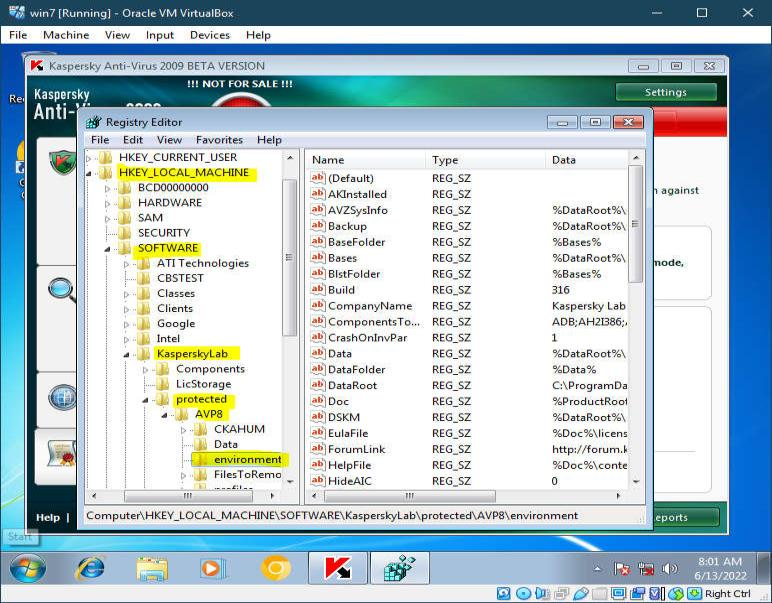 win7 [Running] - Oracle VM VirtualBox
File Machine View Input Devices Help
Kaspersky Anti-Virus 2009 BETA VERSION
!!! NOT FOR SALE !!!
Kaspersky
Settings
Registry Editor
File Edit View Favorites Help
HKEY_CURRENT_USER
HKEY_LOCAL_MACHINE
BCD00000000
HARDWARE
SAM
SECURITY
SOFTWARE
ATI Technologies
CBSTEST
Classes
Clients
Google
Intel
KasperskyLab
Components
LicStorage
protected
AVP8
CKAHUM
Data
environment
FilesToRemo
Name Type Data
(Default) REG_SZ
AKInstalled REG_SZ
AVZSysInfo REG_SZ %DataRoot%\
Backup REG_SZ %DataRoot%\
BaseFolder REG_SZ %Bases%
Bases REG_SZ %DataRoot%\
BlstFolder REG_SZ %Bases%
Build REG_SZ 316
CompanyName REG_SZ Kaspersky Lab
ComponentsTo... REG_SZ ADB;AH2I386;
CrashOnInvPar REG_SZ 1
Data REG_SZ %DataRoot%\
DataFolder REG_SZ %Data%
DataRoot REG_SZ C:\ProgramDa
Doc REG_SZ %ProductRoot
DSKM REG_SZ %DataRoot%\
EulaFile REG_SZ %Doc%\licens
ForumLink REG_SZ http://forum.k
HelpFile REG_SZ %Doc%\conte
HideAIC REG_SZ 0
Computer\HKEY_LOCAL_MACHINE\SOFTWARE\KasperskyLab\protected\AVP8\environment
against
mode,
Help |
eports
Start
8:01 AM
6/13/2022
Right Ctrl